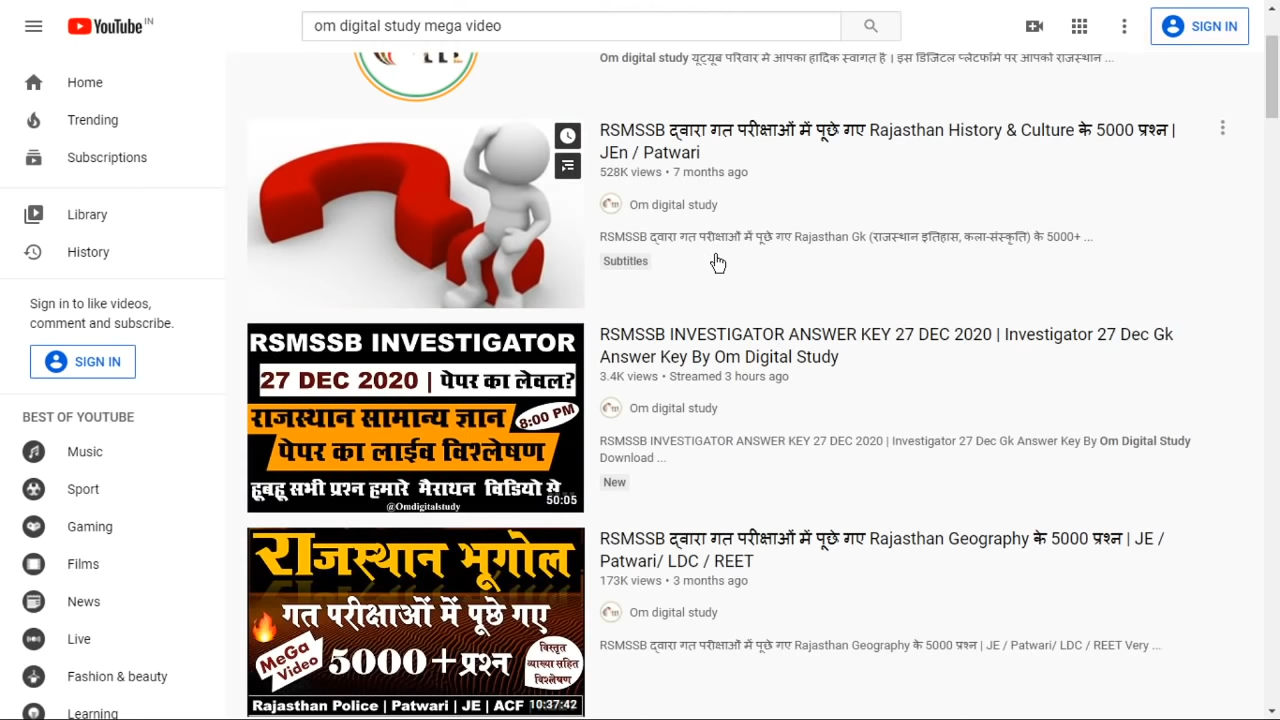 YouTube IN
om digital study mega video
SIGN IN
Home
Trending
Subscriptions
Library
History
Sign in to like videos,
comment and subscribe.
SIGN IN
BEST OF YOUTUBE
Music
Sport
Gaming
Films
News
Live
Fashion & beauty
Learning
Om digital study यूट्यूब परिवार में आपका हार्दिक स्वागत है । इस डिजिटल प्लेटफॉर्म पर आपको राजस्थान ...
RSMSSB द्वारा गत परीक्षाओं में पूछे गए Rajasthan History & Culture के 5000 प्रश्न |
JEn / Patwari
528K views • 7 months ago
Om digital study
RSMSSB द्वारा गत परीक्षाओं में पूछे गए Rajasthan Gk (राजस्थान इतिहास, कला-संस्कृति) के 5000+ ...
Subtitles
RSMSSB INVESTIGATOR
27 DEC 2020 | पेपर का लेवल?
राजस्थान सामान्य ज्ञान 8:00 PM
पेपर का लाईव विश्लेषण
हूबहू सभी प्रश्न हमारे मैराथन विडियो से
50:05
@Omdigitalstudy
RSMSSB INVESTIGATOR ANSWER KEY 27 DEC 2020 | Investigator 27 Dec Gk
Answer Key By Om Digital Study
3.4K views • Streamed 3 hours ago
Om digital study
RSMSSB INVESTIGATOR ANSWER KEY 27 DEC 2020 | Investigator 27 Dec Gk Answer Key By Om Digital Study
Download ...
New
राजस्थान भूगोल
गत परीक्षाओं में पूछे गए
MeGa Video 5000+प्रश्न
विस्तृत
व्याख्या सहित
विश्लेषण
Rajasthan Police | Patwari | JE | ACF 10:37:42
RSMSSB द्वारा गत परीक्षाओं में पूछे गए Rajasthan Geography के 5000 प्रश्न | JE /
Patwari/ LDC / REET
173K views • 3 months ago
Om digital study
RSMSSB द्वारा गत परीक्षाओं में पूछे गए Rajasthan Geography के 5000 प्रश्न | JE / Patwari/ LDC / REET Very ...